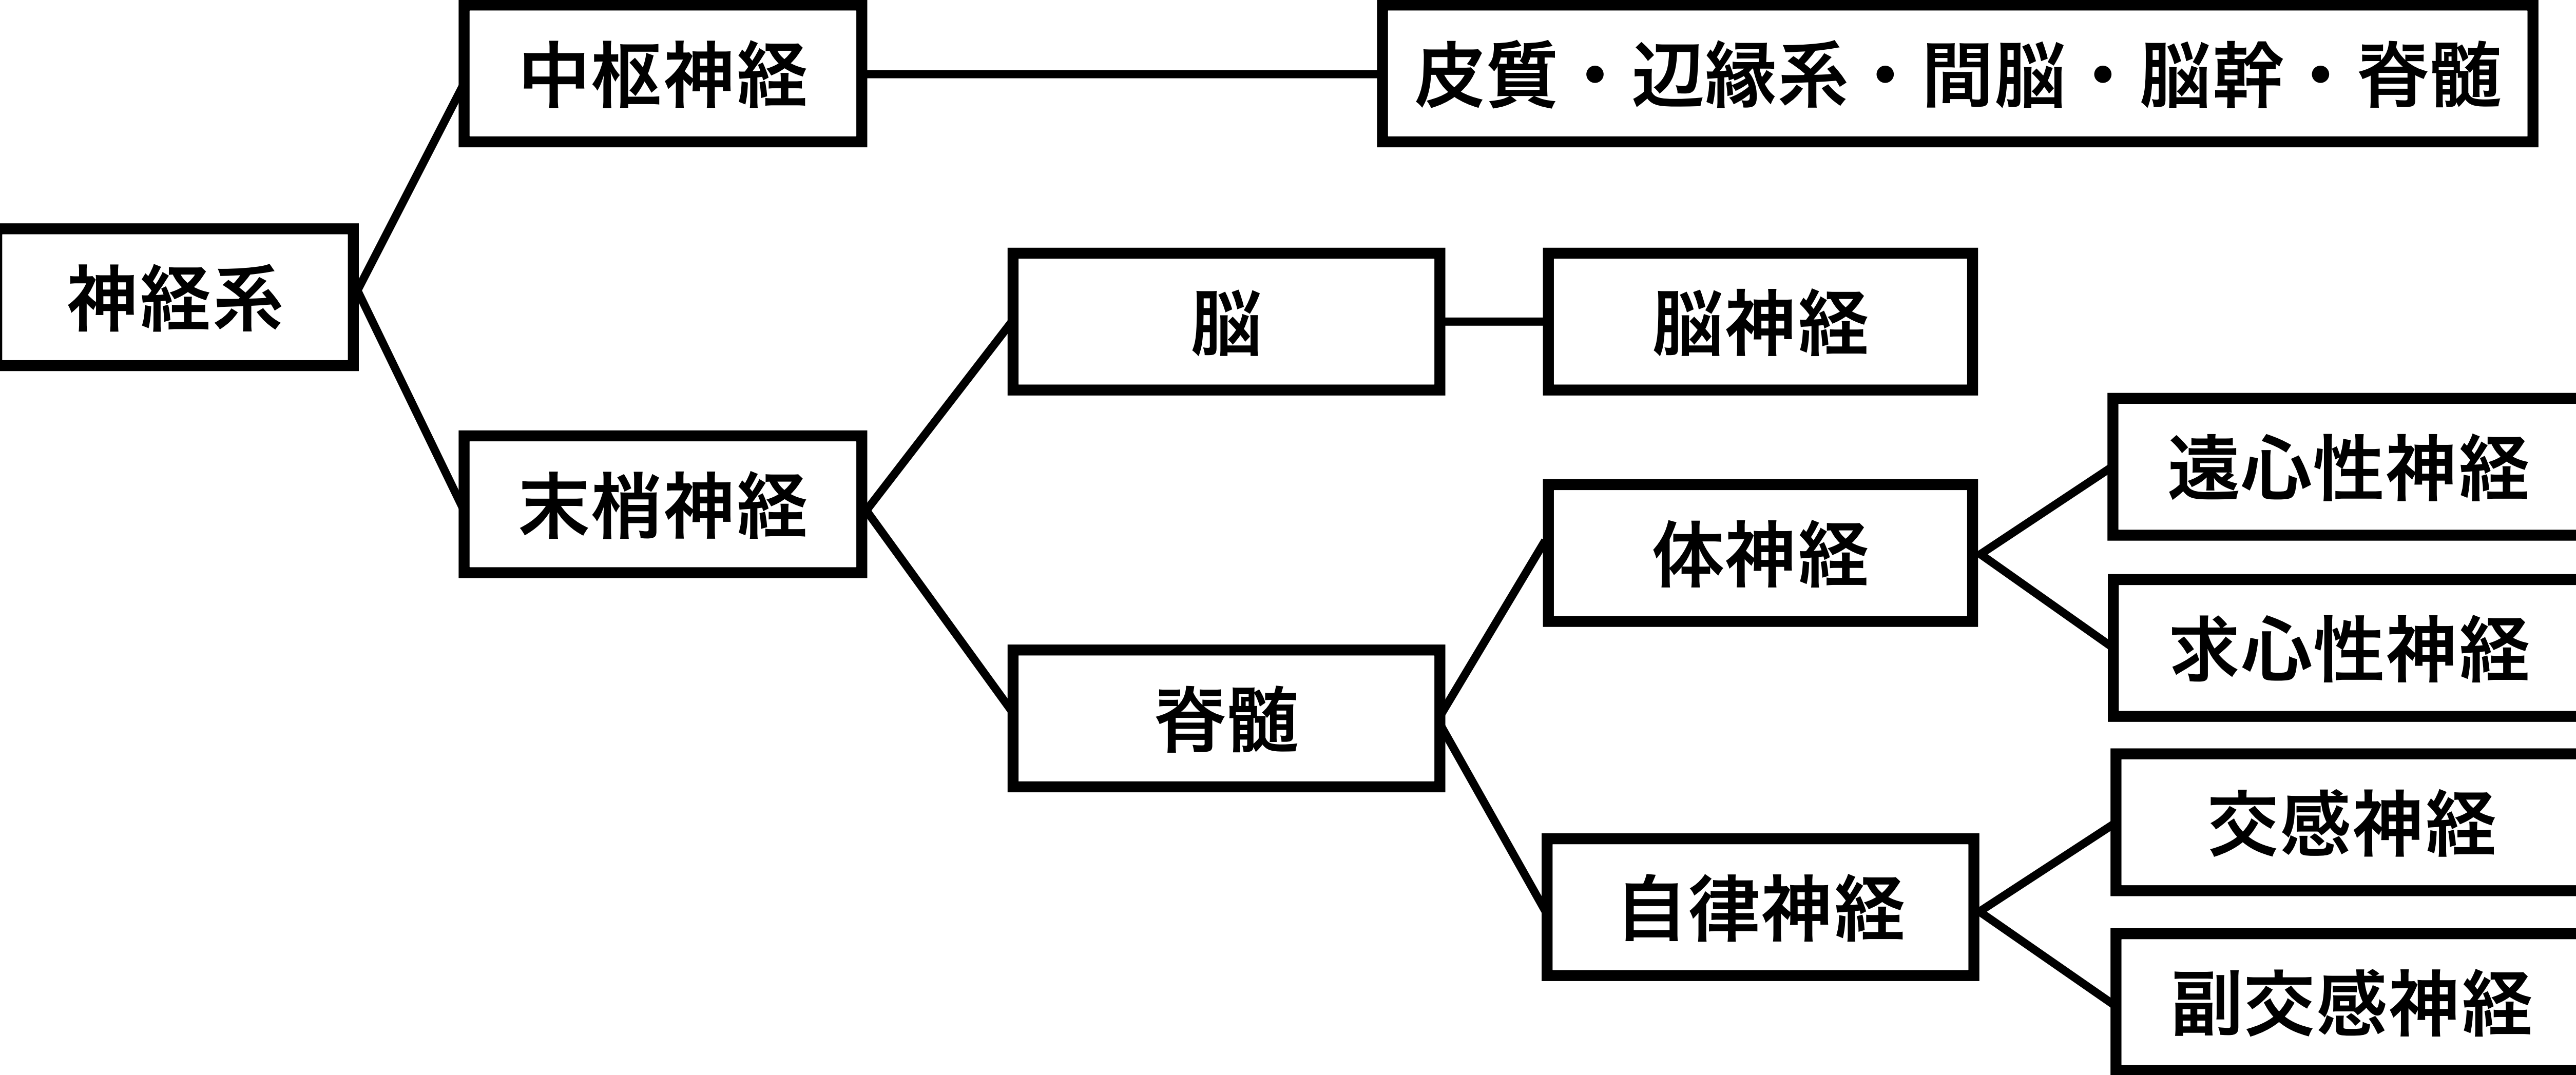 中枢神経
皮質・辺縁系・間脳・脳幹・脊髄
神経系
脳
脳神経
末梢神経
遠心性神経
体神経
求心性神経
脊髄
交感神経
自律神経
副交感神経